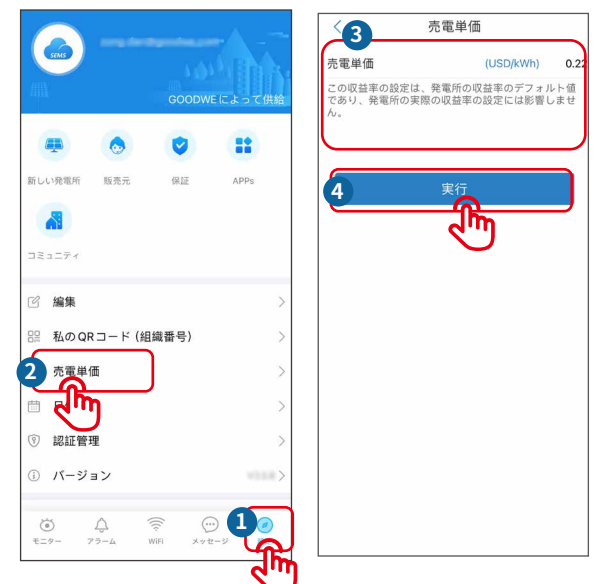 SEMS
GOODWEによって供給
新しい発電所
販売元
保証
APPs
コミュニティ
編集
私のQRコード (組織番号)
2
売電単価
認証管理
バージョン
1
モニター
アラーム
WiFi
メッセージ
3
売電単価
売電単価
(USD/kWh)
0.22
この収益率の設定は、発電所の収益率のデフォルト値
であり、発電所の実際の収益率の設定には影響しませ
ん。
4
実行